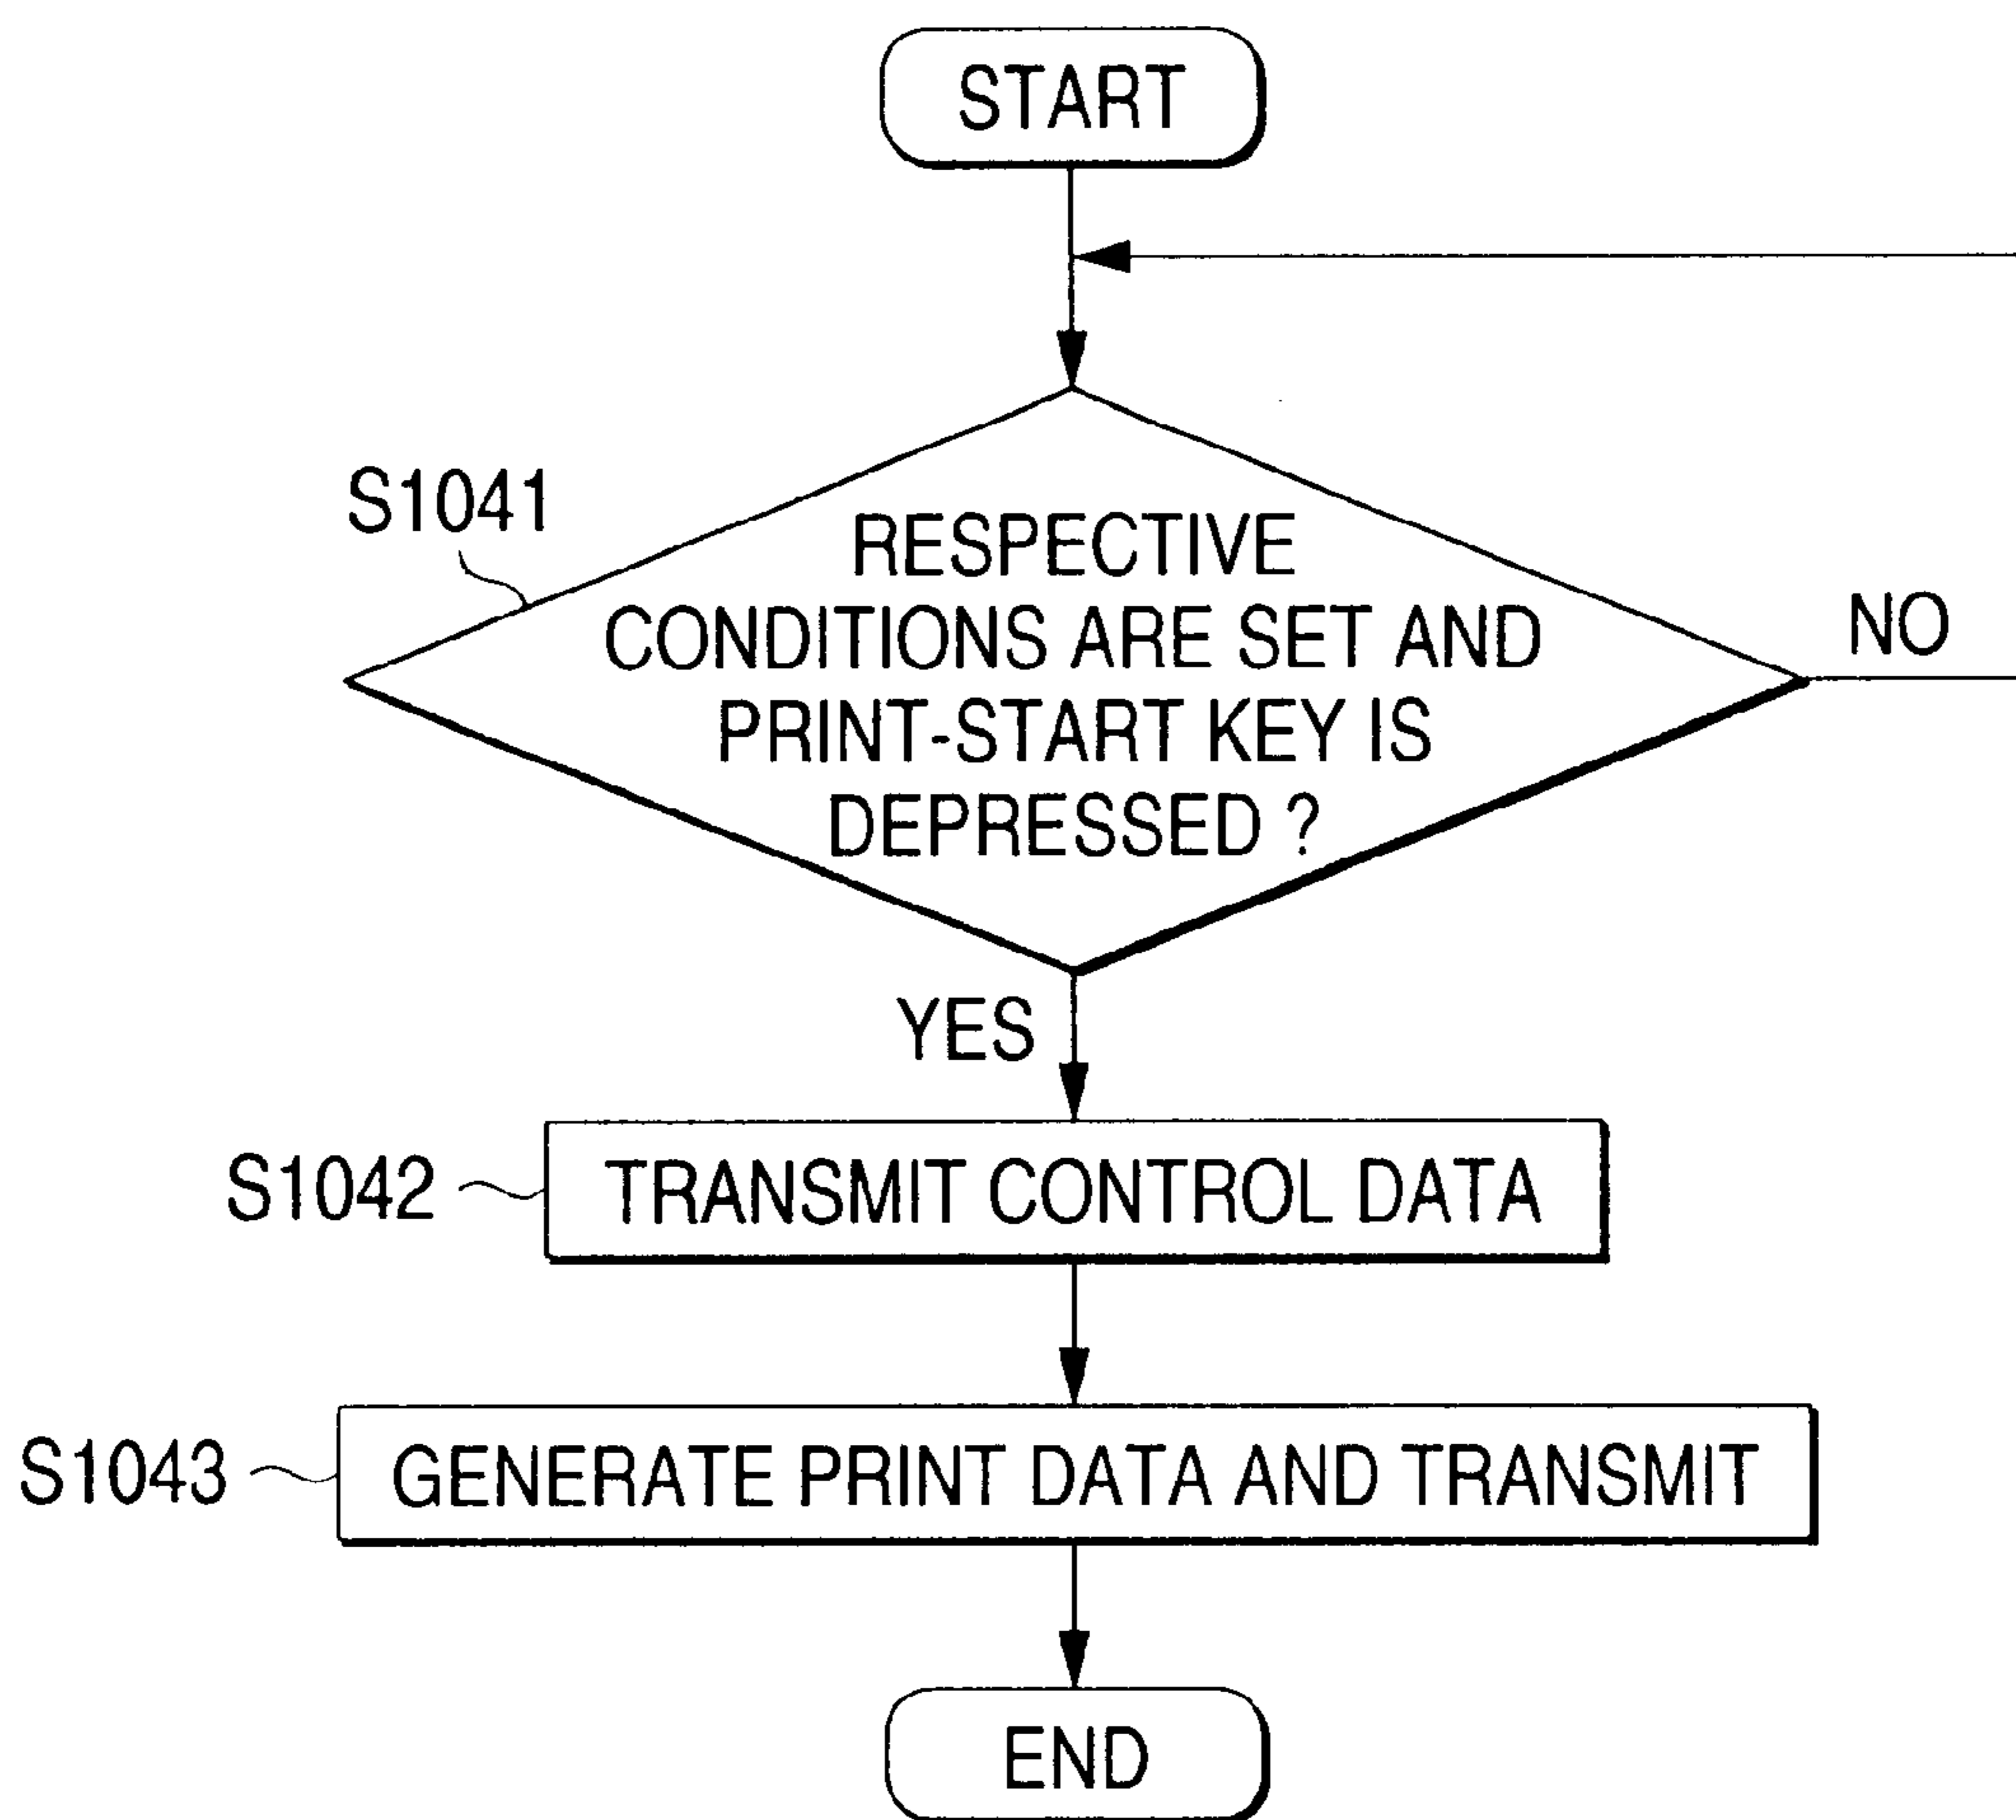 START
S1041
RESPECTIVE
CONDITIONS ARE SET AND
PRINT-START KEY IS
DEPRESSED ?
NO
YES
S1042
TRANSMIT CONTROL DATA
S1043
GENERATE PRINT DATA AND TRANSMIT
END